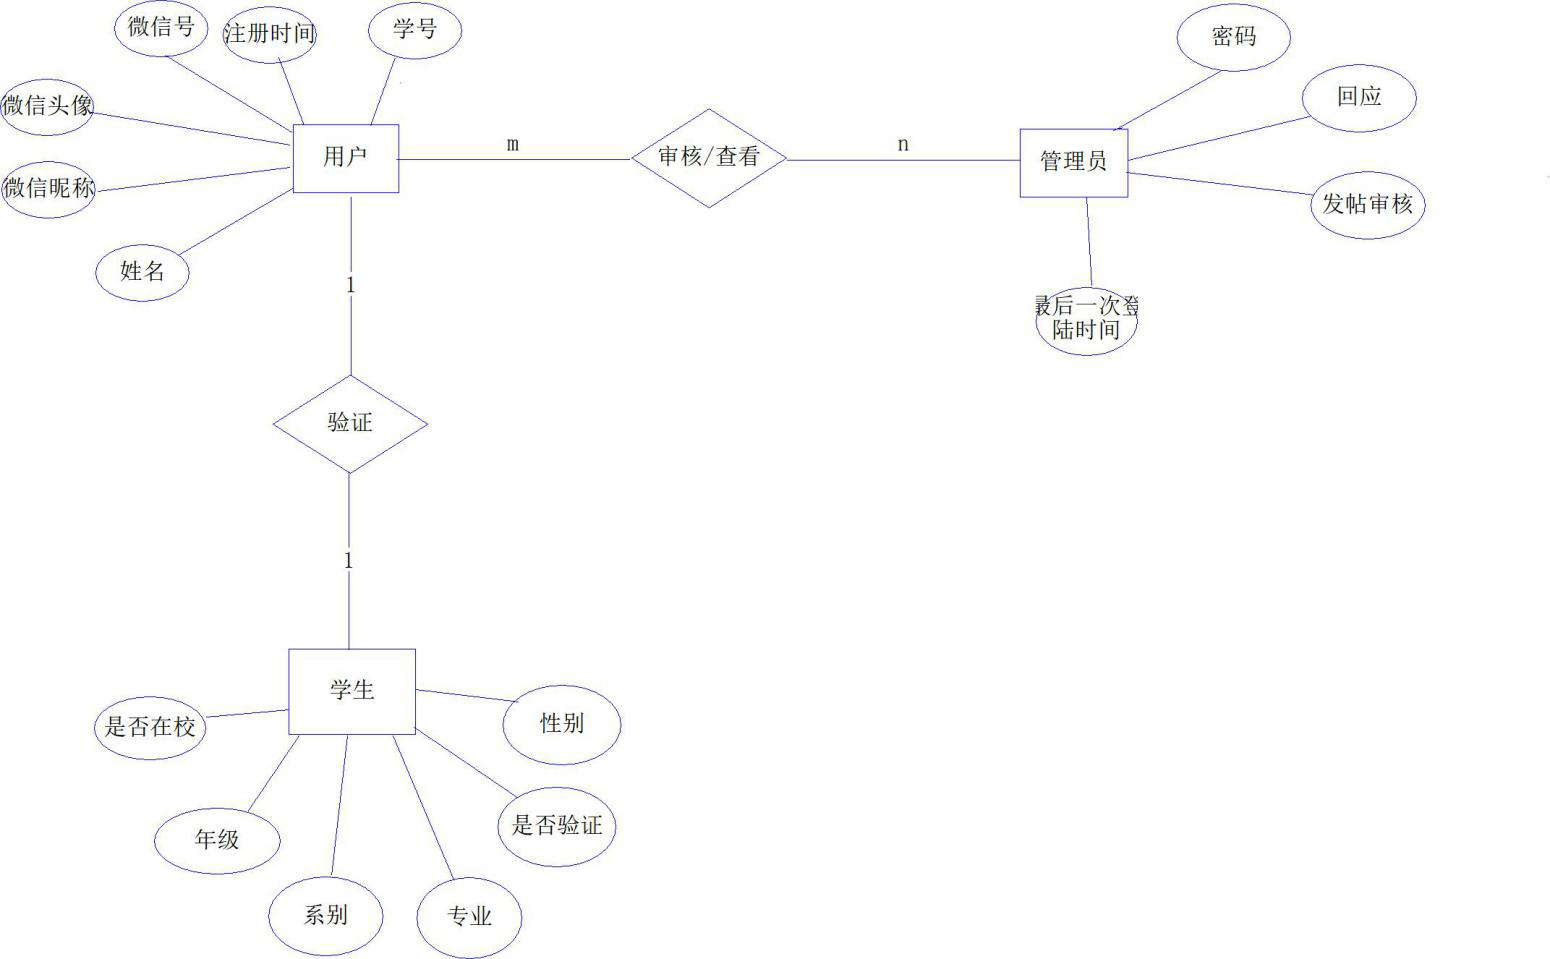 微信号
注册时间
学号
密码
微信头像
回应
用户
m
审核/查看
n
管理员
微信昵称
发帖审核
姓名
1
最后一次登
陆时间
验证
1
学生
是否在校
性别
年级
是否验证
系别
专业